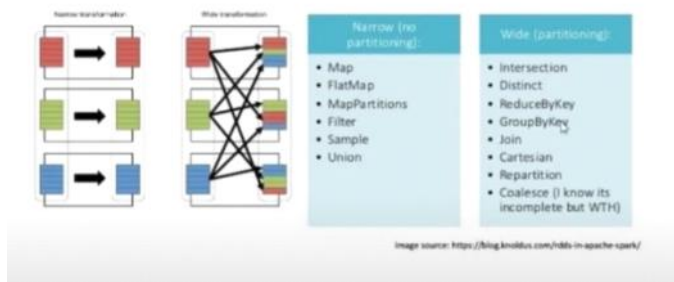 Narrow transformation
Wide transformation
Narrow (no
partitioning):
• Map
• FlatMap
• MapPartitions
• Filter
• Sample
• Union
Wide (partitioning):
• Intersection
• Distinct
• ReduceByKey
• GroupByKey
• Join
• Cartesian
• Repartition
• Coalesce (I know its
incomplete but WTH)
Image source: https://blog.knoldus.com/rdds-in-apache-spark/